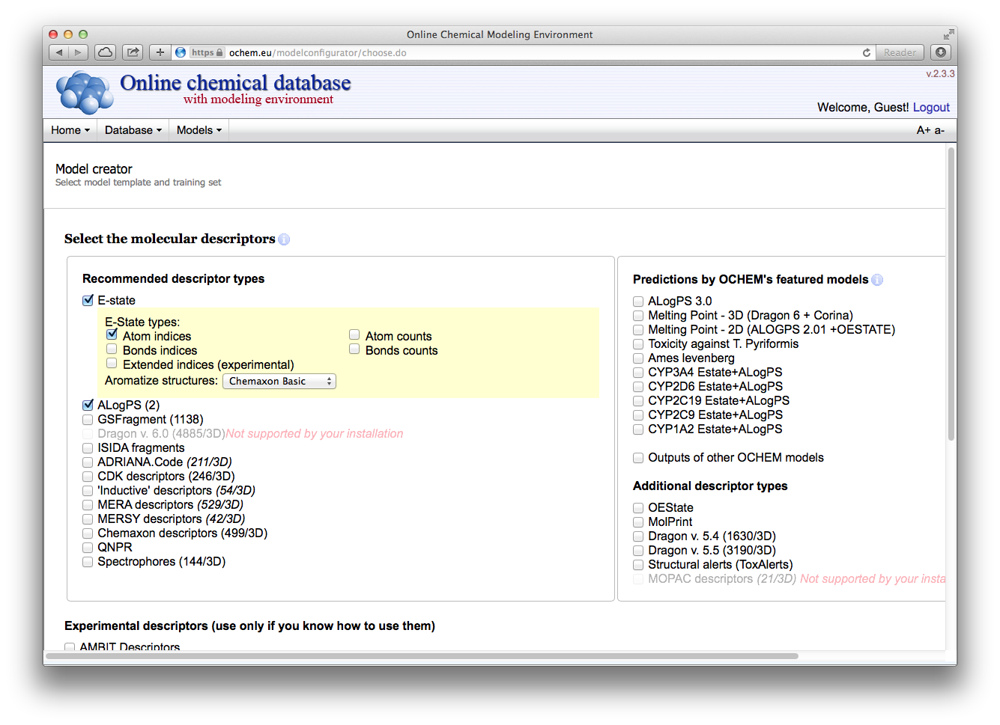 Online Chemical Modeling Environment
https ochem.eu/modelconfigurator/choose.do
Reader
Online chemical database
with modeling environment
v.2.3.3
Welcome, Guest! Logout
Home Database Models A+ a-
Model creator
Select model template and training set
Select the molecular descriptors
Recommended descriptor types
E-state
E-State types:
Atom indices Atom counts
Bonds indices Bonds counts
Extended indices (experimental)
Aromatize structures: Chemaxon Basic
ALogPS (2)
GSFragment (1138)
Dragon v. 6.0 (4885/3D)Not supported by your installation
ISIDA fragments
ADRIANA.Code (211/3D)
CDK descriptors (246/3D)
'Inductive' descriptors (54/3D)
MERA descriptors (529/3D)
MERSY descriptors (42/3D)
Chemaxon descriptors (499/3D)
QNPR
Spectrophores (144/3D)
Predictions by OCHEM's featured models
ALogPS 3.0
Melting Point - 3D (Dragon 6 + Corina)
Melting Point - 2D (ALOGPS 2.01 +OESTATE)
Toxicity against T. Pyriformis
Ames levenberg
CYP3A4 Estate+ALogPS
CYP2D6 Estate+ALogPS
CYP2C19 Estate+ALogPS
CYP2C9 Estate+ALogPS
CYP1A2 Estate+ALogPS
Outputs of other OCHEM models
Additional descriptor types
OEState
MolPrint
Dragon v. 5.4 (1630/3D)
Dragon v. 5.5 (3190/3D)
Structural alerts (ToxAlerts)
MOPAC descriptors (21/3D) Not supported by your insta
Experimental descriptors (use only if you know how to use them)
AMBIT Descriptors